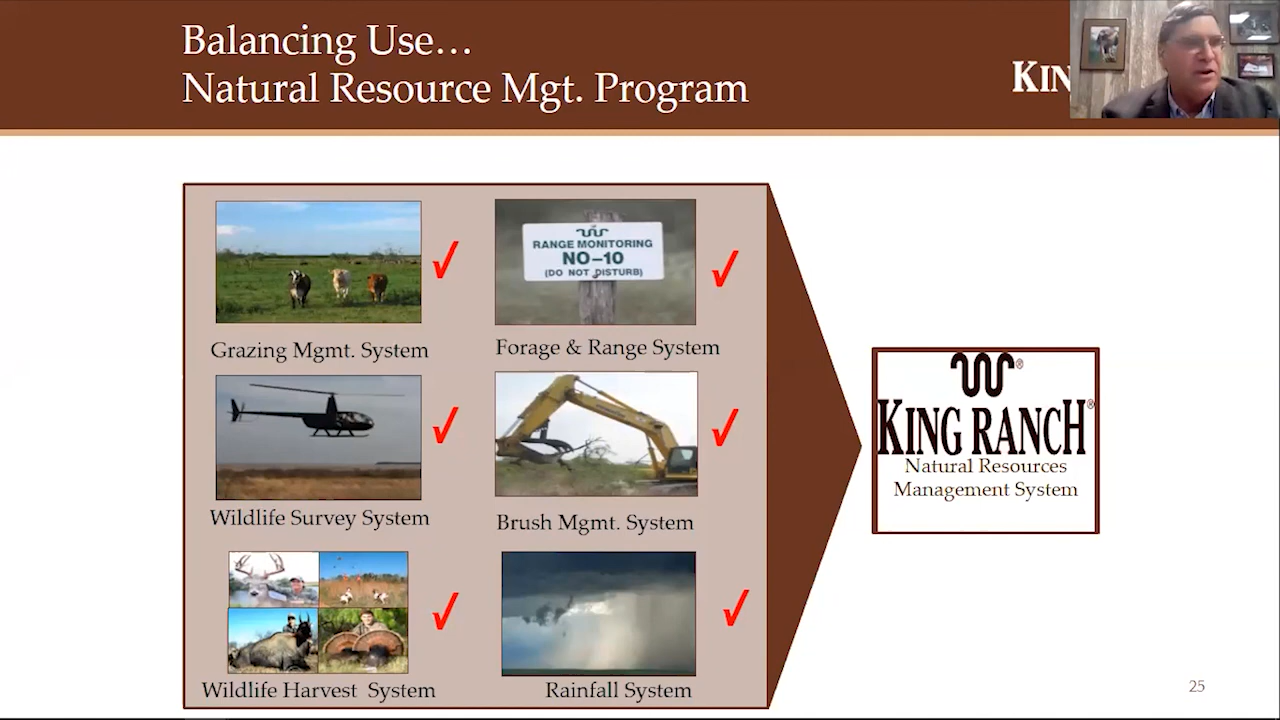 Balancing Use…
Natural Resource Mgt. Program
KIN
RANGE MONITORING
NO-10
(DO NOT DISTURB)
Grazing Mgmt. System
Forage & Range System
Wildlife Survey System
Brush Mgmt. System
Wildlife Harvest System
Rainfall System
®
KING RANCH®
Natural Resources
Management System
25